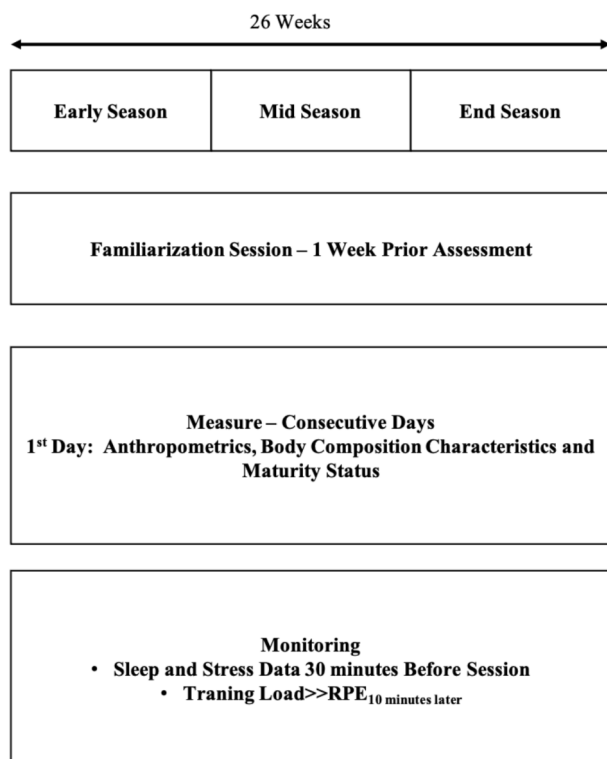 26 Weeks
Early Season
Mid Season
End Season
Familiarization Session – 1 Week Prior Assessment
Measure – Consecutive Days
1st Day: Anthropometrics, Body Composition Characteristics and
Maturity Status
Monitoring
• Sleep and Stress Data 30 minutes Before Session
• Traning Load>>RPE10 minutes later